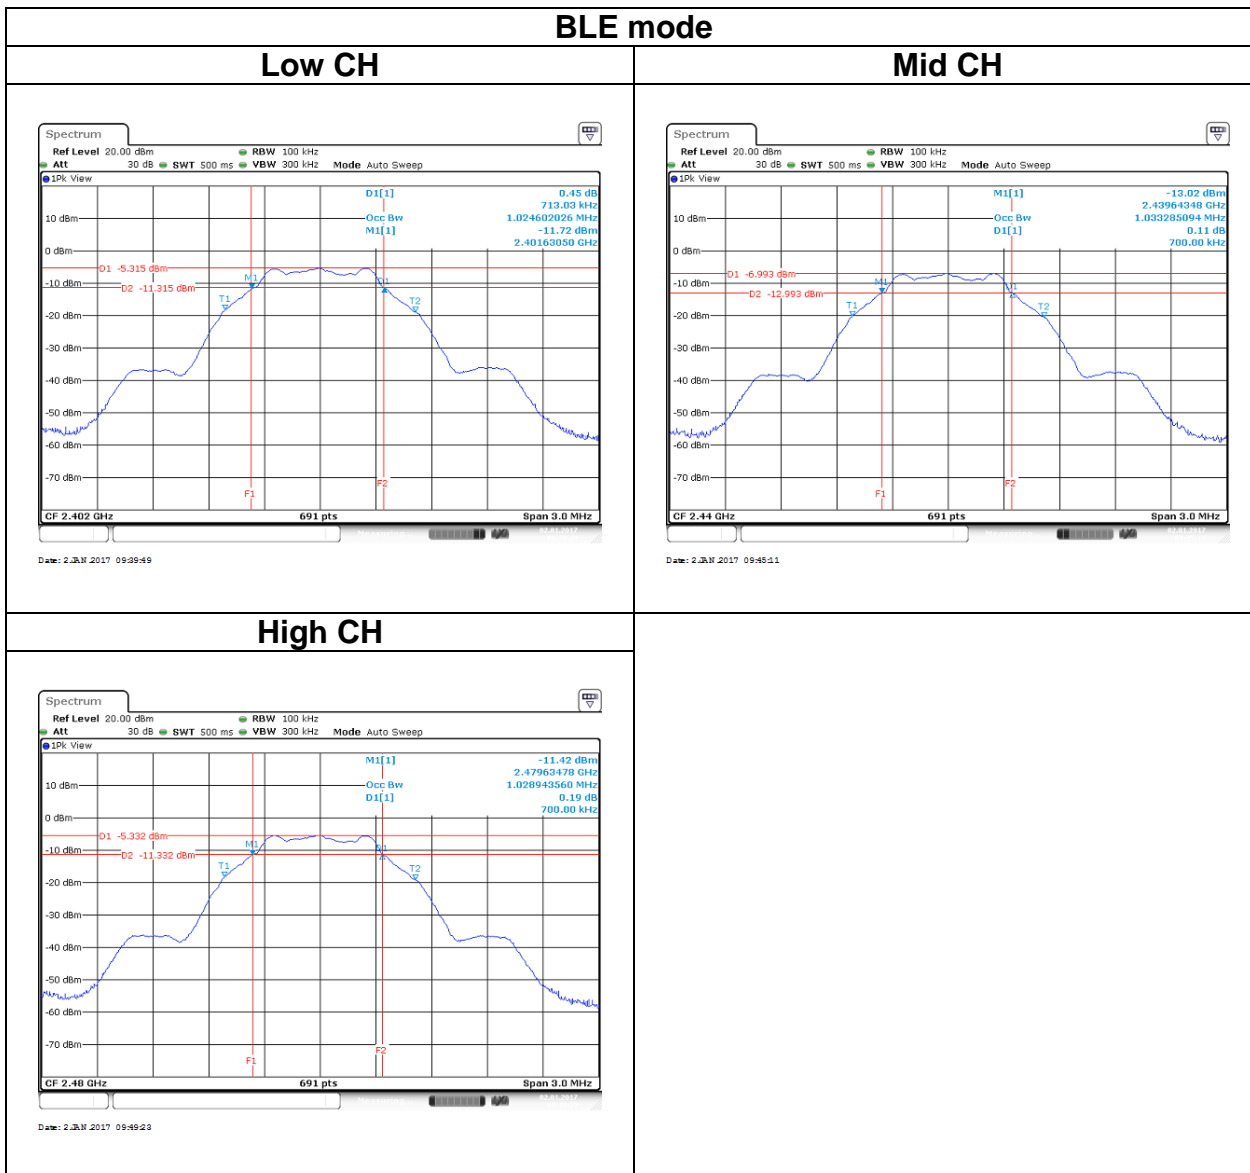 BLE mode
Low CH
Mid CH
Spectrum
Ref Level 20.00 dBm RBW 100 kHz
Att 30 dB SWT 500 ms VBW 300 kHz Mode Auto Sweep
1Pk View
D1[1] 0.45 dB
713.03 kHz
Occ Bw 1.024602026 MHz
M1[1] -11.72 dBm
2.40163050 GHz
10 dBm
0 dBm
D1 -5.315 dBm
-10 dBm
M1
D1
D2 -11.315 dBm
T1
T2
-20 dBm
-30 dBm
-40 dBm
-50 dBm
-60 dBm
-70 dBm
F1
F2
CF 2.402 GHz 691 pts Span 3.0 MHz
Date: 2.JAN.2017 09:39:49
Spectrum
Ref Level 20.00 dBm RBW 100 kHz
Att 30 dB SWT 500 ms VBW 300 kHz Mode Auto Sweep
1Pk View
M1[1] -13.02 dBm
2.43964348 GHz
Occ Bw 1.033285094 MHz
D1[1] 0.11 dB
700.00 kHz
10 dBm
0 dBm
D1 -6.993 dBm
-10 dBm
M1
D2 -12.993 dBm
T1
T2
-20 dBm
-30 dBm
-40 dBm
-50 dBm
-60 dBm
-70 dBm
F1
F2
CF 2.44 GHz 691 pts Span 3.0 MHz
Date: 2.JAN.2017 09:45:11
High CH
Spectrum
Ref Level 20.00 dBm RBW 100 kHz
Att 30 dB SWT 500 ms VBW 300 kHz Mode Auto Sweep
1Pk View
M1[1] -11.42 dBm
2.47963478 GHz
Occ Bw 1.028943560 MHz
D1[1] 0.19 dB
700.00 kHz
10 dBm
0 dBm
D1 -5.332 dBm
-10 dBm
M1
D2 -11.332 dBm
T1
T2
-20 dBm
-30 dBm
-40 dBm
-50 dBm
-60 dBm
-70 dBm
F1
F2
CF 2.48 GHz 691 pts Span 3.0 MHz
Date: 2.JAN.2017 09:49:23